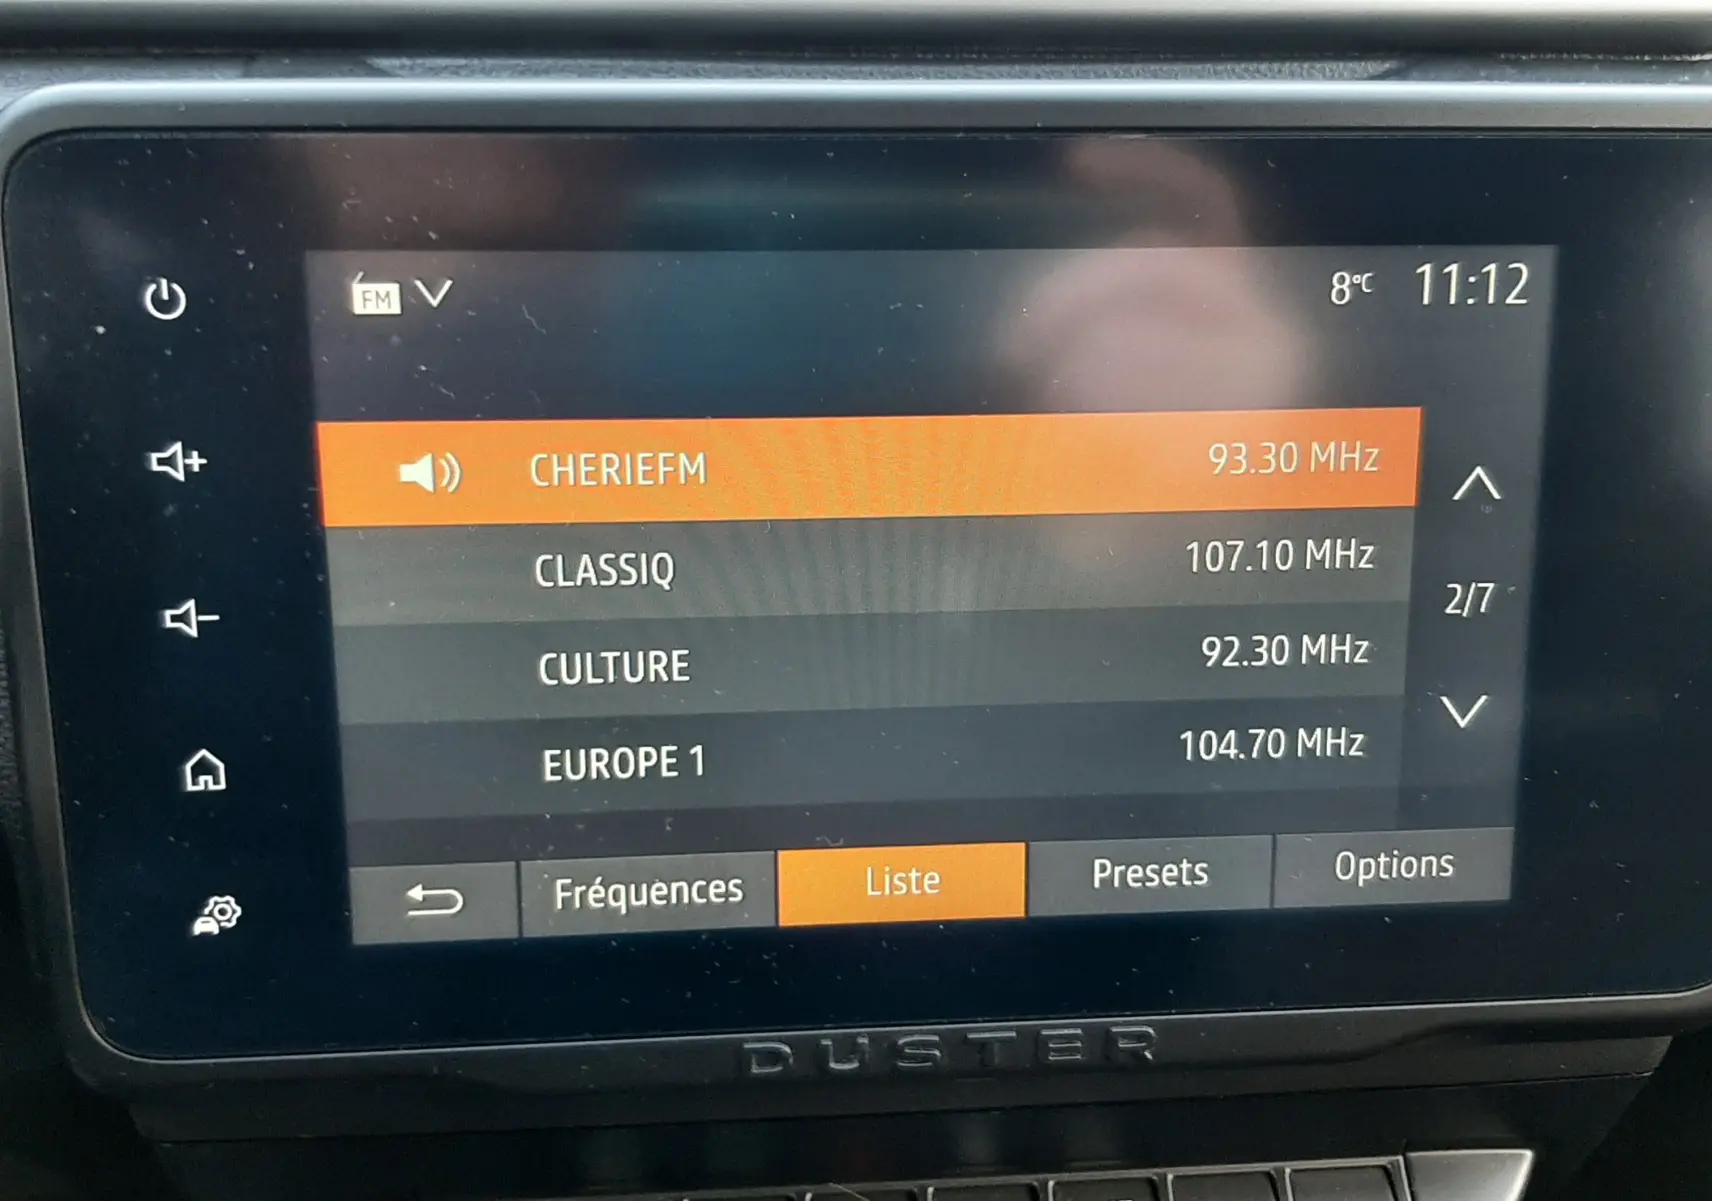 FM 8°C 11:12
CHERIEFM 93.30 MHz
CLASSIQ 107.10 MHz
2/7
CULTURE 92.30 MHz
EUROPE 1 104.70 MHz
Fréquences Liste Presets Options
DUSTER